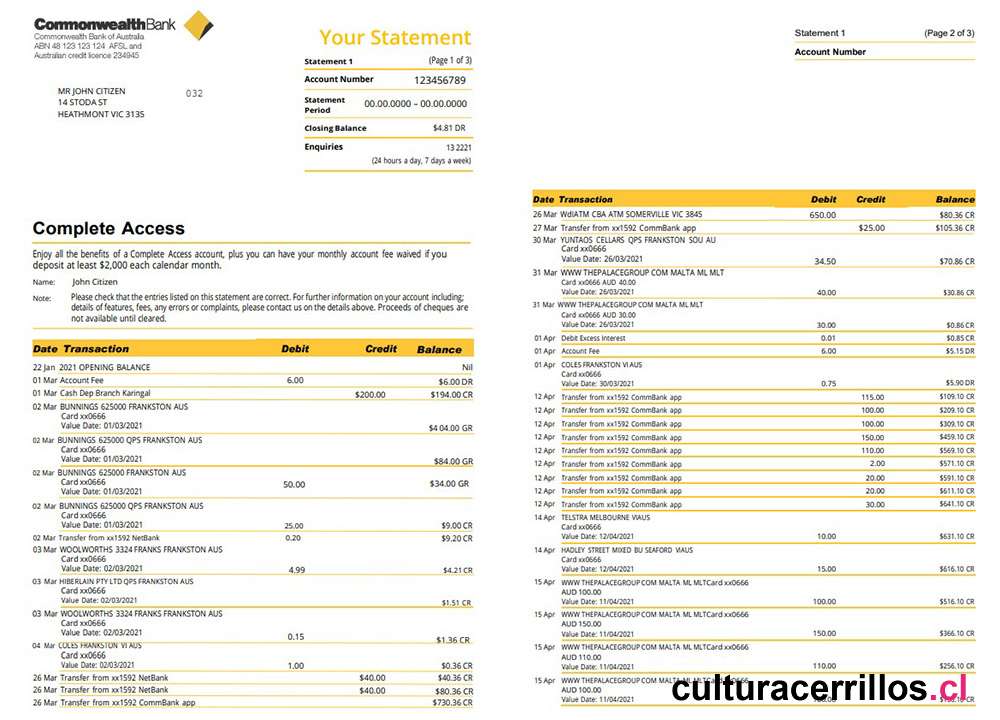 CommonwealthBank
Commonwealth Bank of Australia
ABN 48 123 123 124 AFSL and
Australian credit licence 234945
MR JOHN CITIZEN
14 STODA ST
HEATHMONT VIC 3135
032
Your Statement
Statement 1 (Page 1 of 3)
Account Number 123456789
Statement Period 00.00.0000 – 00.00.0000
Closing Balance $4.81 DR
Enquiries 13 2221
(24 hours a day, 7 days a week)
Complete Access
Enjoy all the benefits of a Complete Access account, plus you can have your monthly account fee waived if you
deposit at least $2,000 each calendar month.
Name: John Citizen
Note: Please check that the entries listed on this statement are correct. For further information on your account including;
details of features, fees, any errors or complaints, please contact us on the details above. Proceeds of cheques are
not available until cleared.
Date Transaction Debit Credit Balance
22 Jan 2021 OPENING BALANCE Nil
01 Mar Account Fee 6.00 $6.00 DR
01 Mar Cash Dep Branch Karingal $200.00 $194.00 CR
02 Mar BUNNINGS 625000 FRANKSTON AUS
Card xx0666
Value Date: 01/03/2021 $4 04.00 GR
02 Mar BUNNINGS 625000 QPS FRANKSTON AUS
Card xx0666
Value Date: 01/03/2021 $84.00 GR
02 Mar BUNNINGS 625000 FRANKSTON AUS
Card xx0666
Value Date: 01/03/2021 50.00 $34.00 GR
02 Mar BUNNINGS 625000 QPS FRANKSTON AUS
Card xx0666
Value Date: 01/03/2021 25.00 $9.00 CR
02 Mar Transfer from xx1592 NetBank 0.20 $9.20 CR
03 Mar WOOLWORTHS 3324 FRANKS FRANKSTON AUS
Card xx0666
Value Date: 02/03/2021 4.99 $4.21 CR
03 Mar HIBERLAIN PTY LTD QPS FRANKSTON AUS
Card xx0666
Value Date: 02/03/2021 $1.51 CR
03 Mar WOOLWORTHS 3324 FRANKS FRANKSTON AUS
Card xx0666
Value Date: 02/03/2021 0.15 $1.36 CR
04 Mar COLES FRANKSTON VI AUS
Card xx0666
Value Date: 02/03/2021 1.00 $0.36 CR
26 Mar Transfer from xx1592 NetBank $40.00 $40.36 CR
26 Mar Transfer from xx1592 NetBank $40.00 $80.36 CR
26 Mar Transfer from xx1592 CommBank app $730.36 CR
Statement 1 (Page 2 of 3)
Account Number
Date Transaction Debit Credit Balance
26 Mar WdlATM CBA ATM SOMERVILLE VIC 3845 650.00 $80.36 CR
27 Mar Transfer from xx1592 CommBank app $25.00 $105.36 CR
30 Mar YUNTAOS CELLARS QPS FRANKSTON SOU AU
Card xx0666
Value Date: 26/03/2021 34.50 $70.86 CR
31 Mar WWW THEPALACEGROUP COM MALTA ML MLT
Card xx0666 AUD 40.00
Value Date: 26/03/2021 40.00 $30.86 CR
31 Mar WWW THEPALACEGROUP.COM MALTA ML MLT
Card xx0666 AUD 30.00
Value Date: 26/03/2021 30.00 $0.86 CR
01 Apr Debit Excess Interest 0.01 $0.85 CR
01 Apr Account Fee 6.00 $5.15 DR
01 Apr COLES FRANKSTON VI AUS
Card xx0666
Value Date: 30/03/2021 0.75 $5.90 DR
12 Apr Transfer from xx1592 CommBank app 115.00 $109.10 CR
12 Apr Transfer from xx1592 CommBank app 100.00 $209.10 CR
12 Apr Transfer from xx1592 CommBank app 100.00 $309.10 CR
12 Apr Transfer from xx1592 CommBank app 150.00 $459.10 CR
12 Apr Transfer from xx1592 CommBank app 110.00 $569.10 CR
12 Apr Transfer from xx1592 CommBank app 2.00 $571.10 CR
12 Apr Transfer from xx1592 CommBank app 20.00 $591.10 CR
12 Apr Transfer from xx1592 CommBank app 20.00 $611.10 CR
12 Apr Transfer from xx1592 CommBank app 30.00 $641.10 CR
14 Apr TELSTRA MELBOURNE VIAUS
Card xx0666
Value Date: 12/04/2021 10.00 $631.10 CR
14 Apr HADLEY STREET MIXED BU SEAFORD VIAUS
Card xx0666
Value Date: 12/04/2021 15.00 $616.10 CR
15 Apr WWW THEPALACEGROUP COM MALTA ML MLTCard xx0666
AUD 100.00
Value Date: 11/04/2021 100.00 $516.10 CR
15 Apr WWW THEPALACEGROUP COM MALTA ML MLTCard xx0666
AUD 150.00
Value Date: 11/04/2021 150.00 $366.10 CR
15 Apr WWW THEPALACEGROUP COM MALTA ML MLTCard xx0666
AUD 110.00
Value Date: 11/04/2021 110.00 $256.10 CR
15 Apr WWW THEPALACEGROUP COM MALTA ML MLTCard xx0666
AUD 100.00
Value Date: 11/04/2021
culturacerrillos.cl